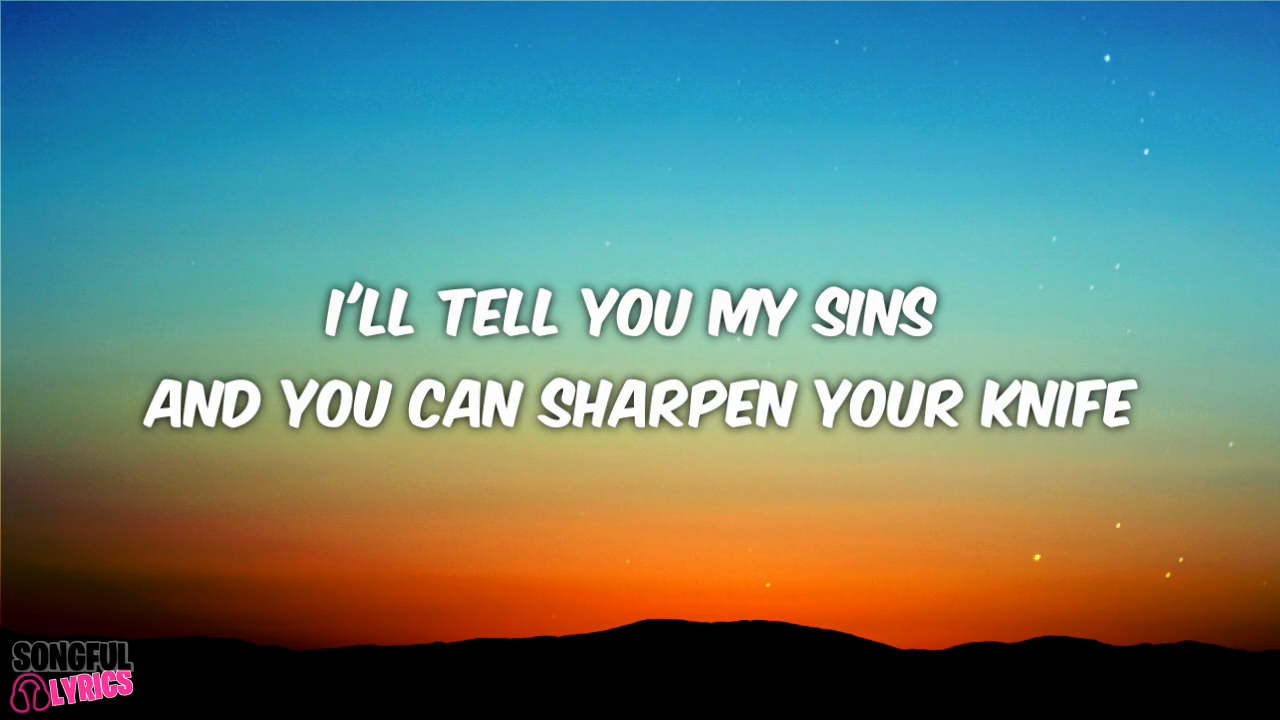 I'LL TELL YOU MY SINS
AND YOU CAN SHARPEN YOUR KNIFE
SONGFUL
LYRICS